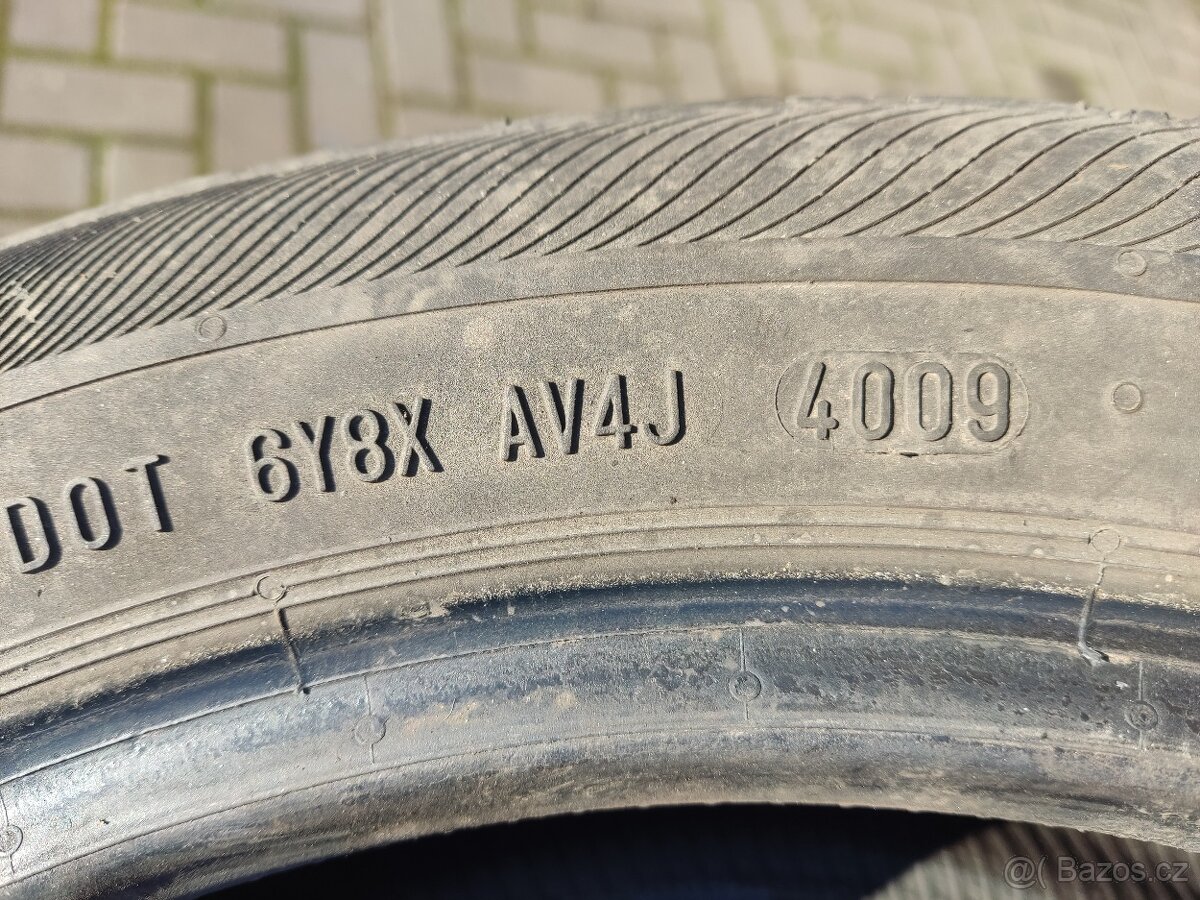 DOT 6Y8X AV4J 4009
@( Bazos.cz